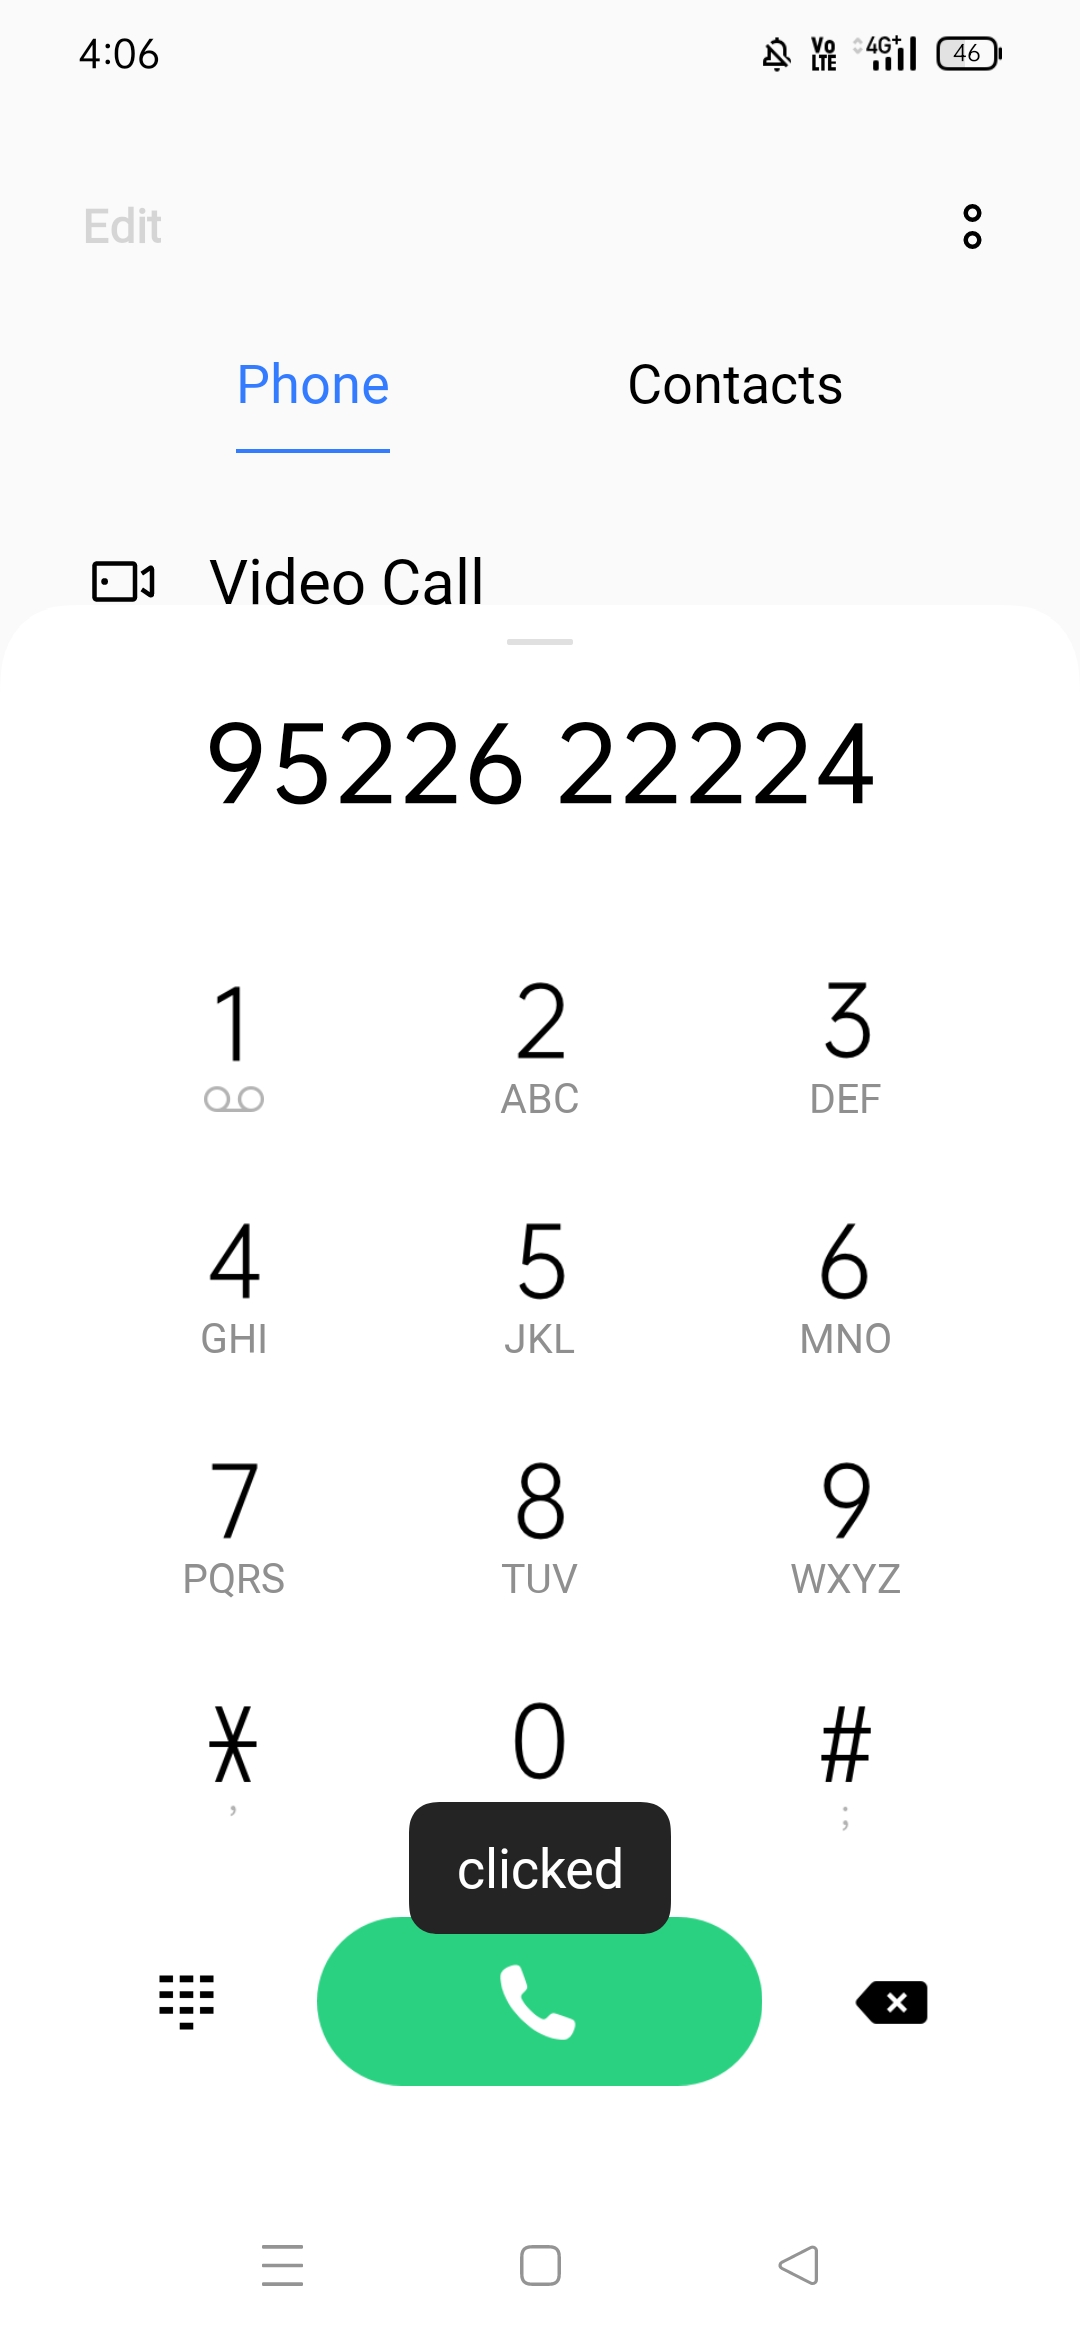 4:06 Vo LTE 4G+ 46
Edit
Phone Contacts
Video Call
95226 22224
1 2 3
ABC DEF
4 5 6
GHI JKL MNO
7 8 9
PQRS TUV WXYZ
* 0 #
, ;
clicked